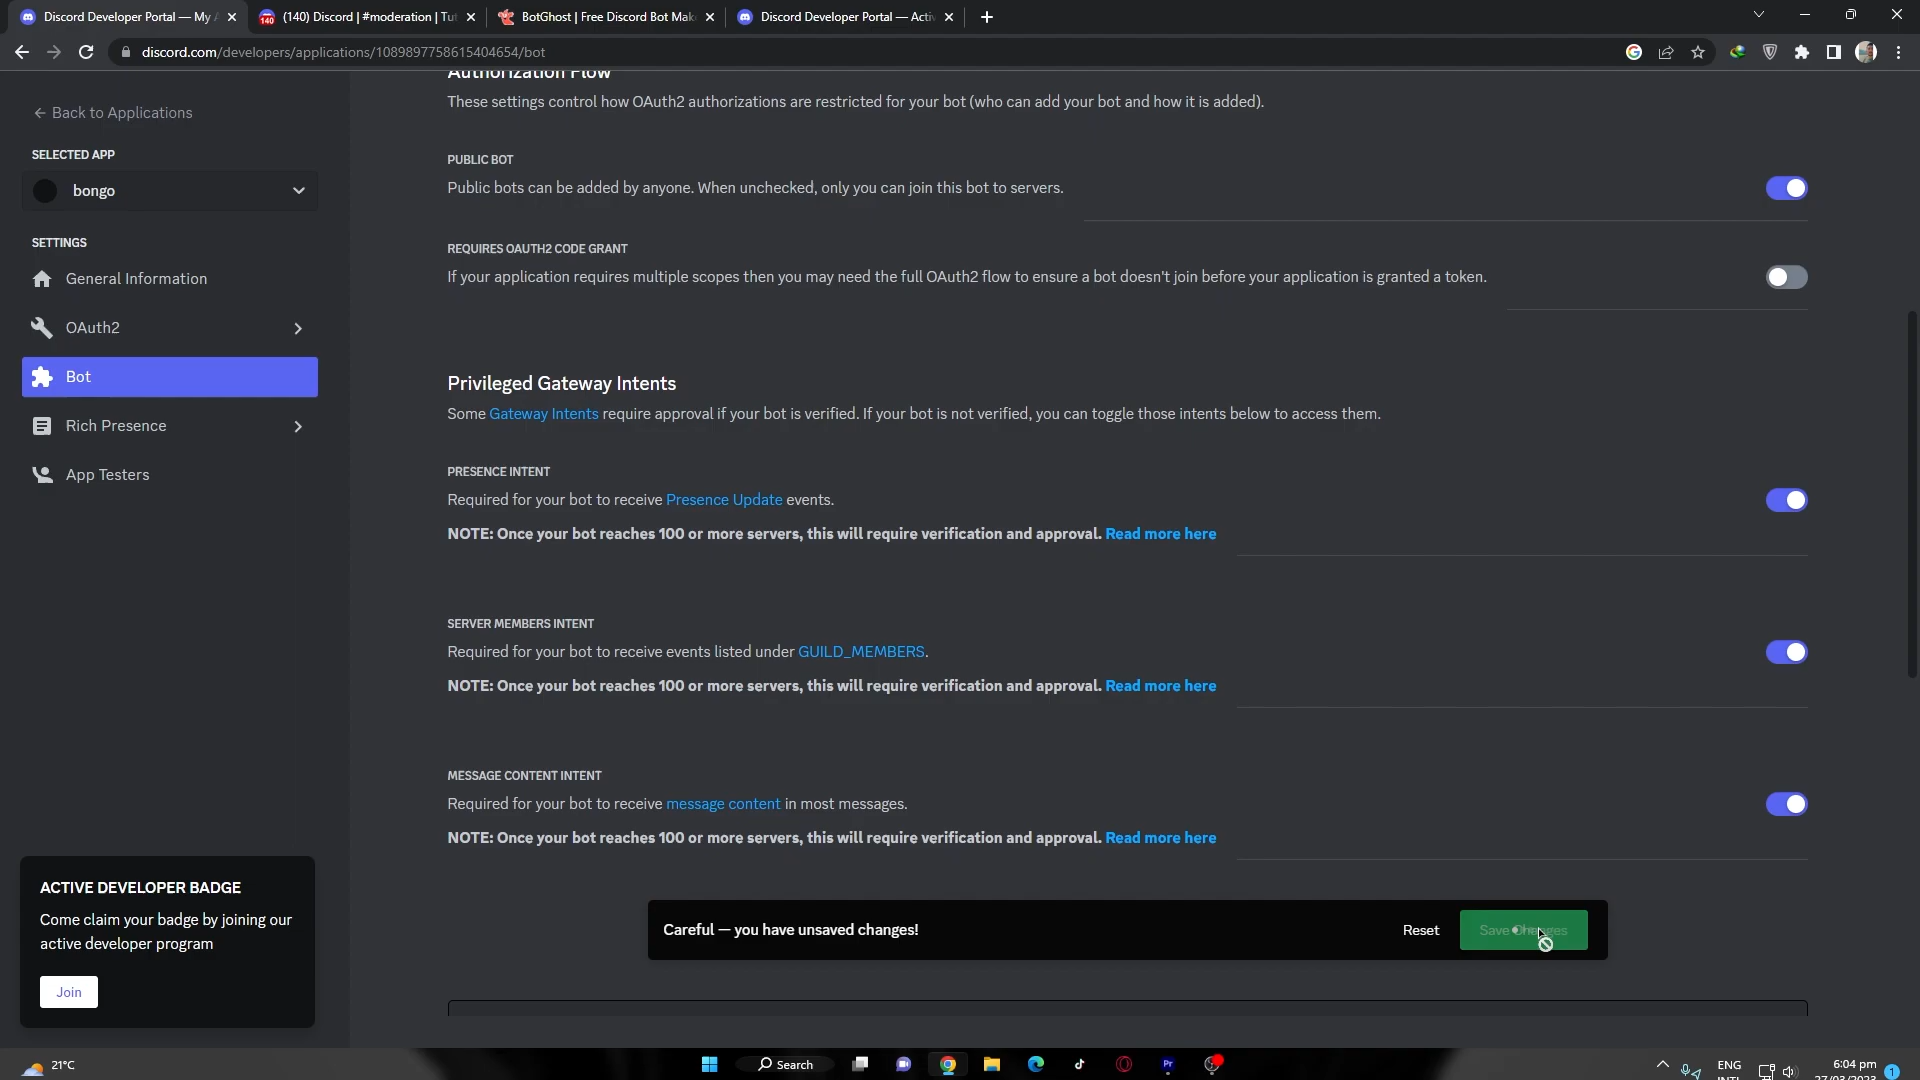 Discord Developer Portal — My A
(140) Discord | #moderation | Tut
BotGhost | Free Discord Bot Mak
Discord Developer Portal — Activ
discord.com/developers/applications/1089897758615404654/bot
Authorization Flow
These settings control how OAuth2 authorizations are restricted for your bot (who can add your bot and how it is added).
← Back to Applications
SELECTED APP
bongo
SETTINGS
General Information
OAuth2
Bot
Rich Presence
App Testers
PUBLIC BOT
Public bots can be added by anyone. When unchecked, only you can join this bot to servers.
REQUIRES OAUTH2 CODE GRANT
If your application requires multiple scopes then you may need the full OAuth2 flow to ensure a bot doesn't join before your application is granted a token.
Privileged Gateway Intents
Some Gateway Intents require approval if your bot is verified. If your bot is not verified, you can toggle those intents below to access them.
PRESENCE INTENT
Required for your bot to receive Presence Update events.
NOTE: Once your bot reaches 100 or more servers, this will require verification and approval. Read more here
SERVER MEMBERS INTENT
Required for your bot to receive events listed under GUILD_MEMBERS.
NOTE: Once your bot reaches 100 or more servers, this will require verification and approval. Read more here
MESSAGE CONTENT INTENT
Required for your bot to receive message content in most messages.
NOTE: Once your bot reaches 100 or more servers, this will require verification and approval. Read more here
ACTIVE DEVELOPER BADGE
Come claim your badge by joining our
active developer program
Join
Careful — you have unsaved changes!
Reset
Save Changes
21°C
Search
Pr
ENG
INTL
6:04 pm
27/03/2023
1